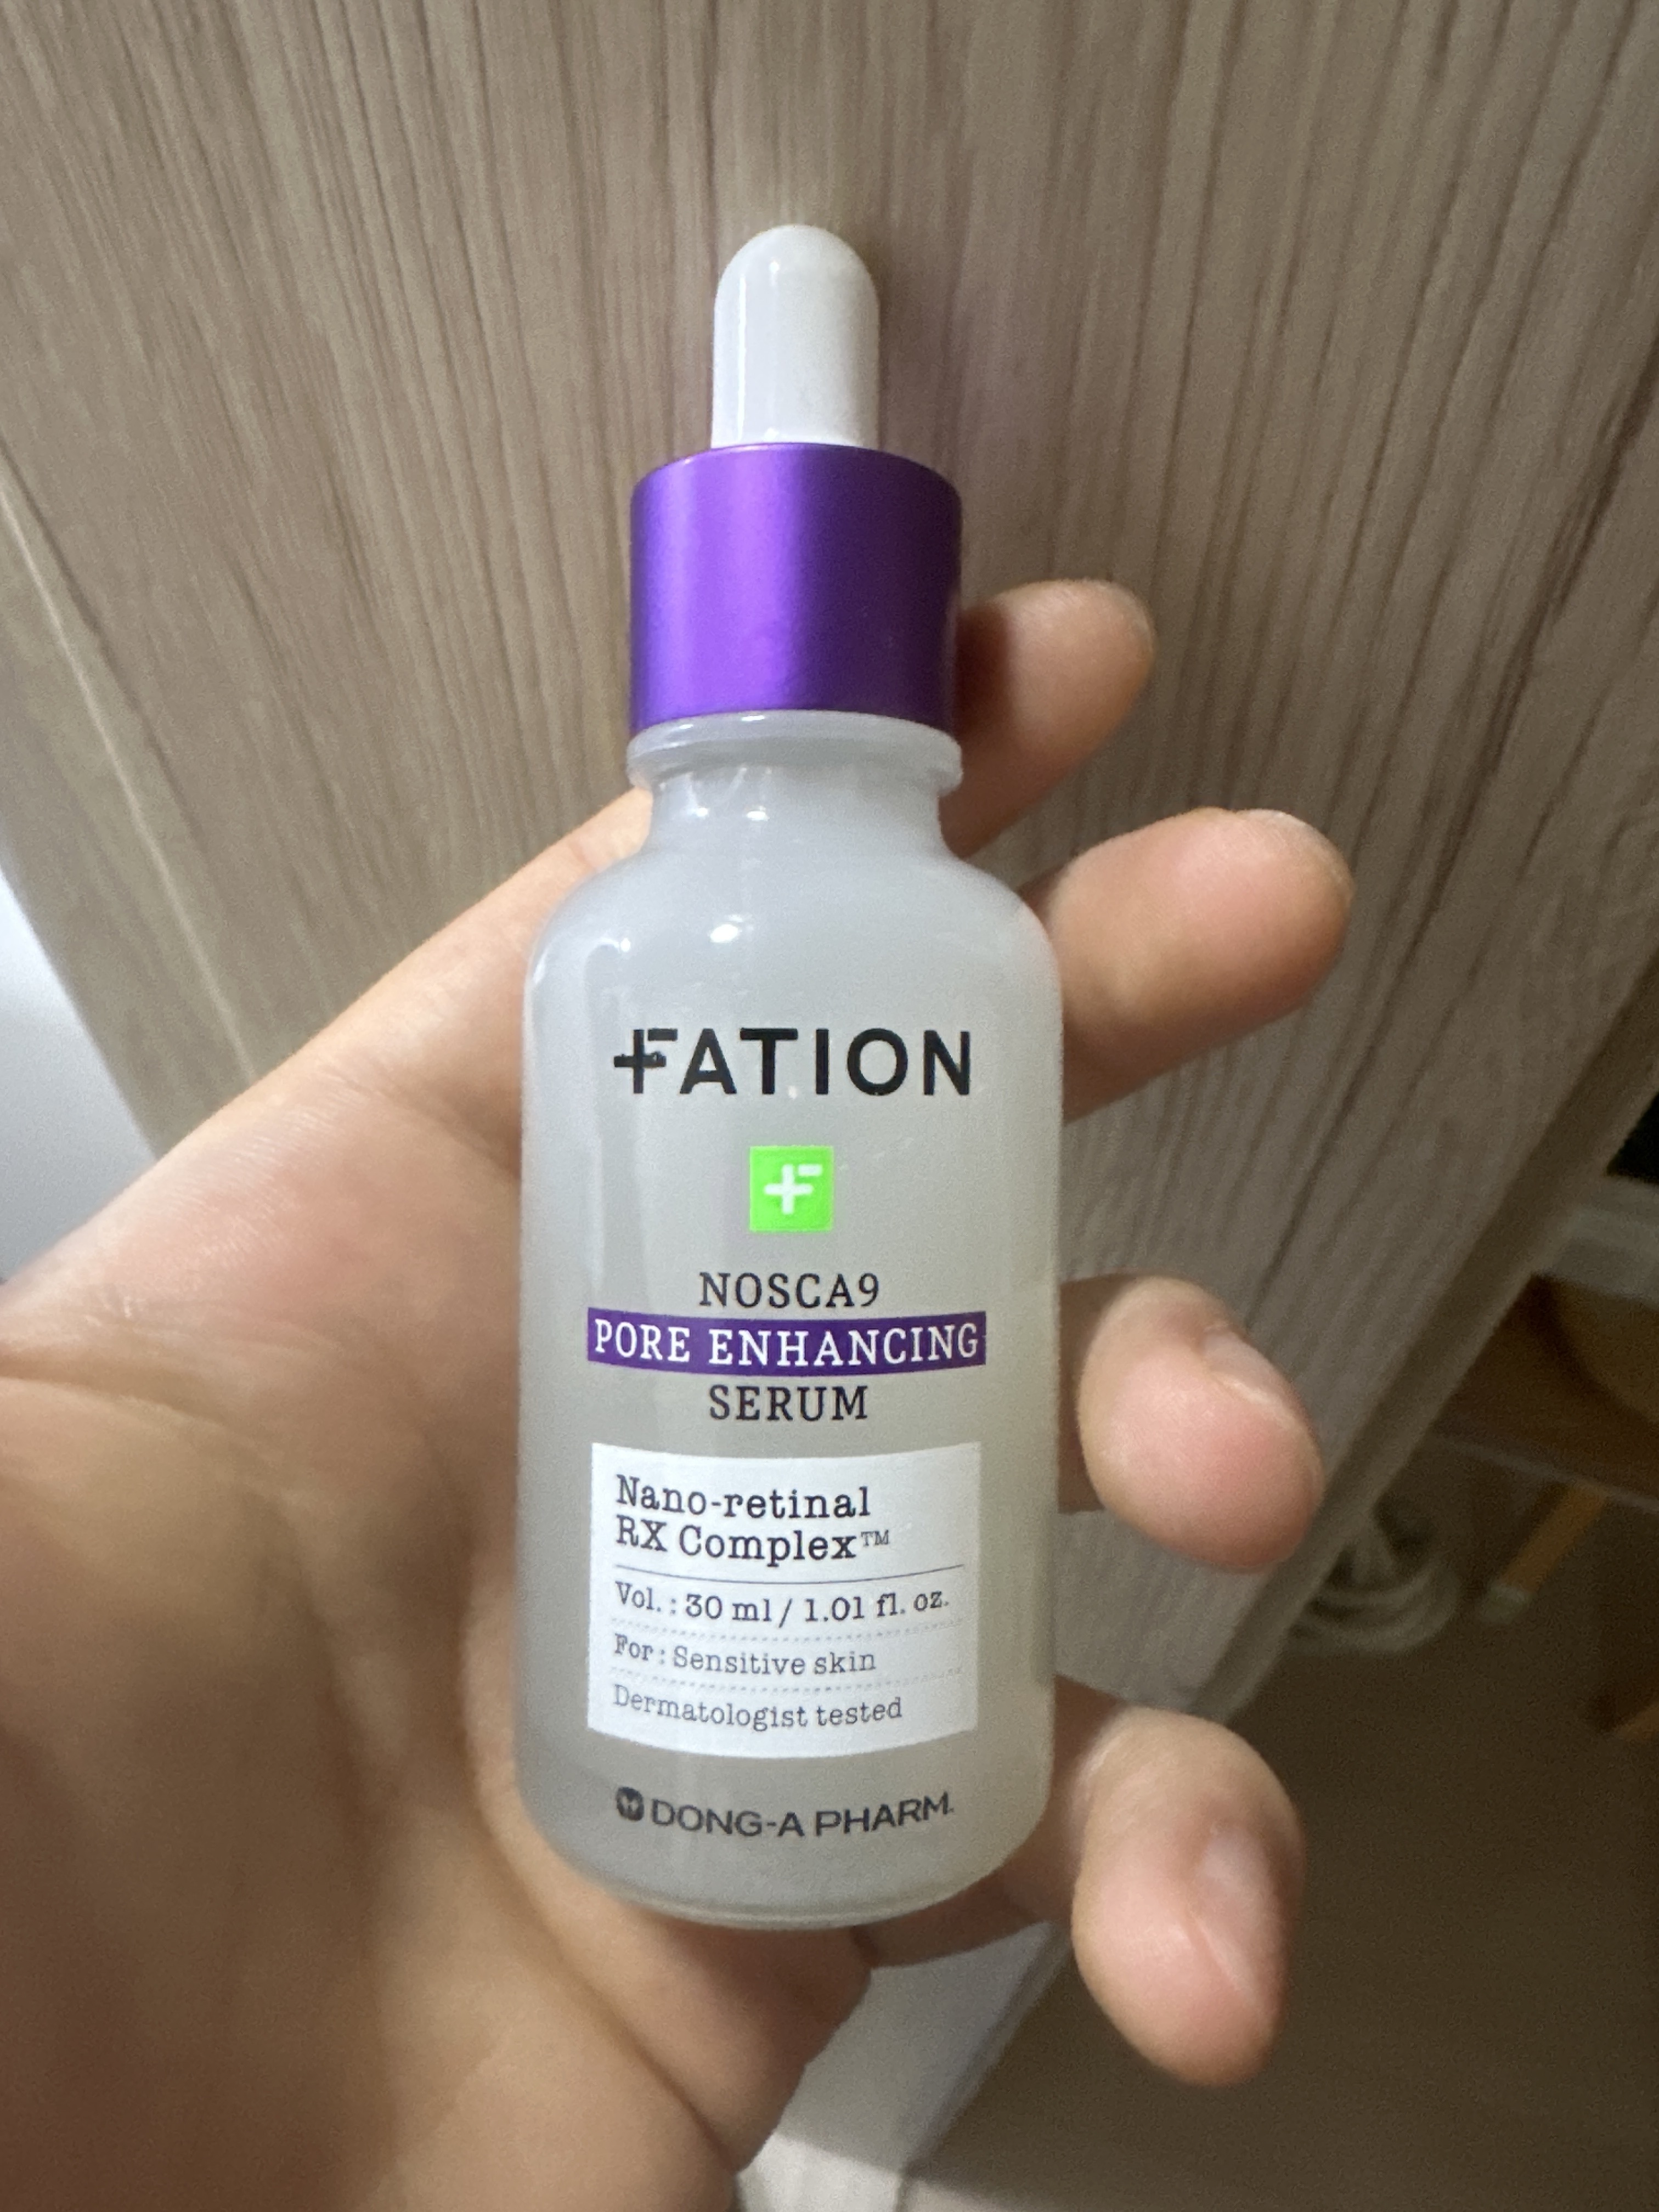 FATION
NOSCA9
PORE ENHANCING
SERUM
Nano-retinal
RX Complex™
Vol. : 30 ml / 1.01 fl. oz.
For : Sensitive skin
Dermatologist tested
DONG-A PHARM.